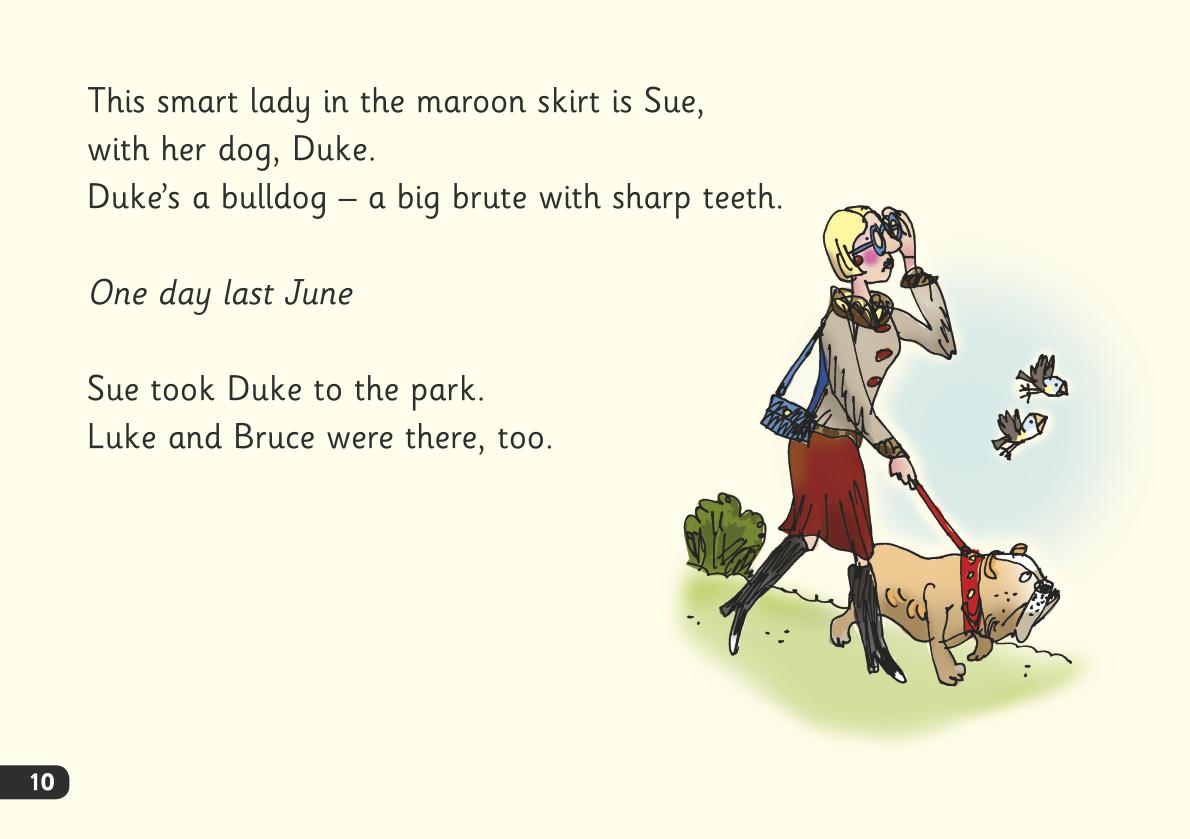 This smart lady in the maroon skirt is Sue,
with her dog, Duke.
Duke’s a bulldog – a big brute with sharp teeth.
One day last June
Sue took Duke to the park.
Luke and Bruce were there, too.
10